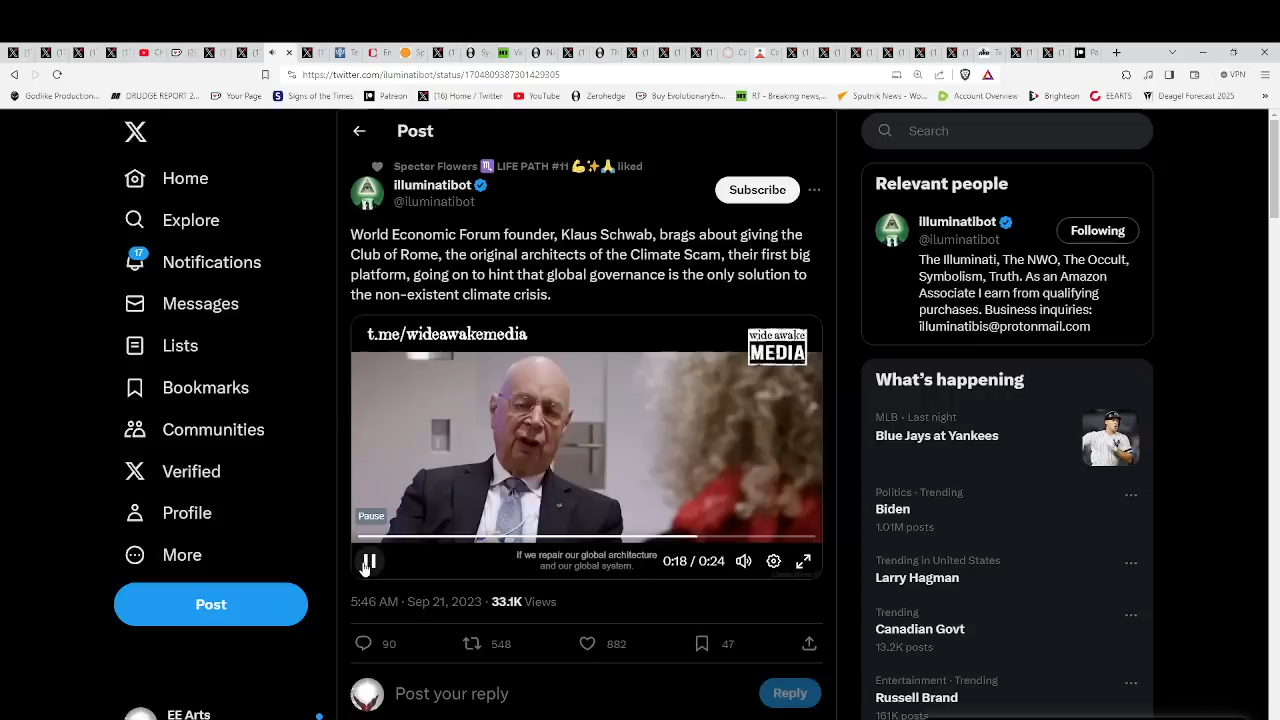 https://twitter.com/iluminatibot/status/1704809387301429305
VPN
Godlike Production...
DRUDGE REPORT 2...
Your Page
Signs of the Times
Patreon
[16] Home / Twitter
YouTube
Zerohedge
Buy EvolutionaryEn...
RT - Breaking news,...
Sputnik News - Wo...
Account Overview
Brighteon
EEARTS
Deagel Forecast 2025
Home
Explore
17
Notifications
Messages
Lists
Bookmarks
Communities
Verified
Profile
More
Post
EE Arts
Post
Specter Flowers ♏ LIFE PATH #11 💪✨🙏 liked
illuminatibot
@iluminatibot
Subscribe
World Economic Forum founder, Klaus Schwab, brags about giving the
Club of Rome, the original architects of the Climate Scam, their first big
platform, going on to hint that global governance is the only solution to
the non-existent climate crisis.
t.me/wideawakemedia
wide awake
MEDIA
Pause
If we repair our global architecture
and our global system.
0:18 / 0:24
5:46 AM · Sep 21, 2023 · 33.1K Views
90
548
882
47
Post your reply
Reply
Search
Relevant people
illuminatibot
@iluminatibot
Following
The Illuminati, The NWO, The Occult,
Symbolism, Truth. As an Amazon
Associate I earn from qualifying
purchases. Business inquiries:
illuminatibis@protonmail.com
What's happening
MLB · Last night
Blue Jays at Yankees
Politics · Trending
Biden
1.01M posts
Trending in United States
Larry Hagman
Trending
Canadian Govt
13.2K posts
Entertainment · Trending
Russell Brand
161K posts